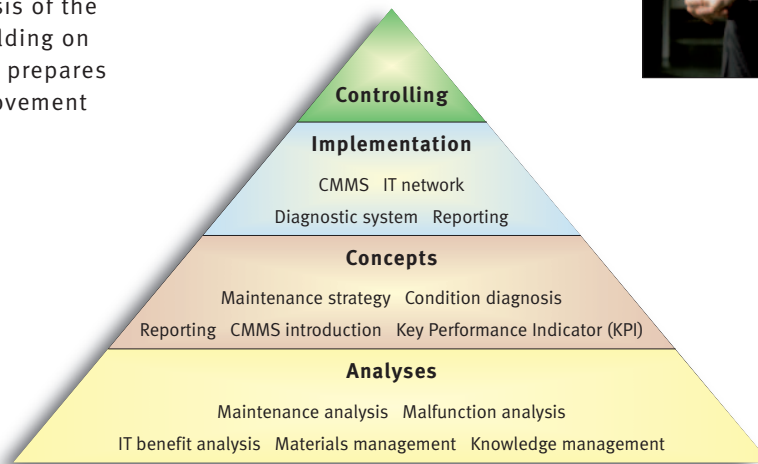 sis of the
lding on
prepares
ovement
Controlling
Implementation
CMMS IT network
Diagnostic system Reporting
Concepts
Maintenance strategy Condition diagnosis
Reporting CMMS introduction Key Performance Indicator (KPI)
Analyses
Maintenance analysis Malfunction analysis
IT benefit analysis Materials management Knowledge management